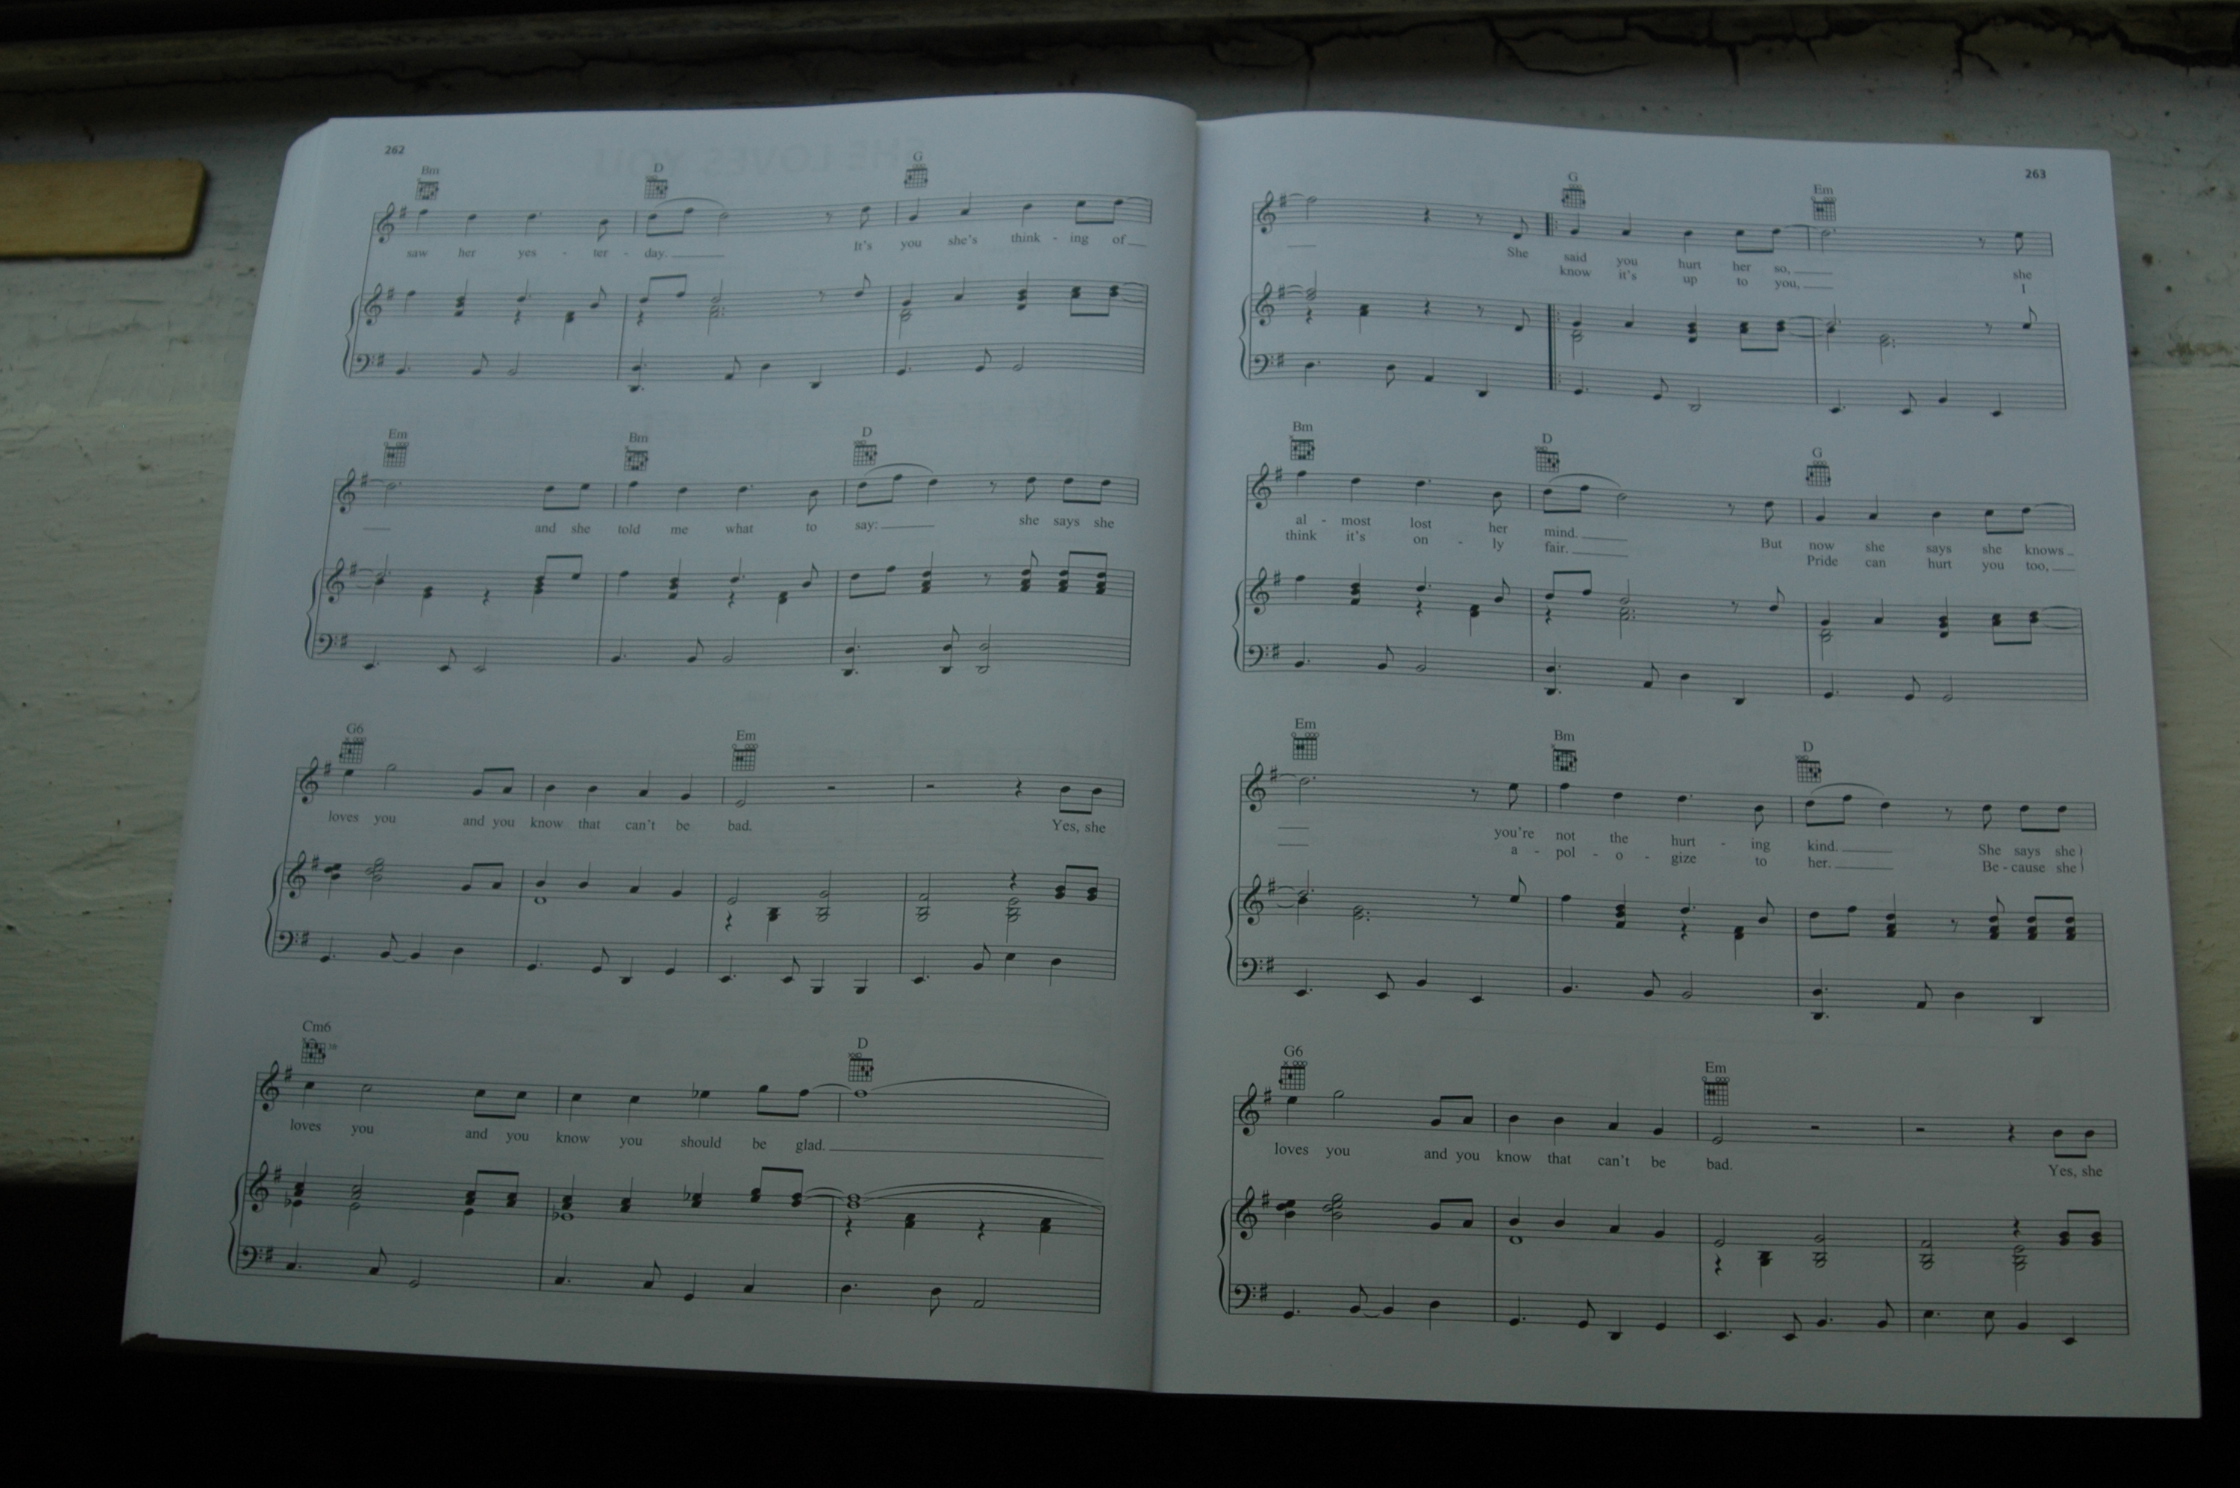 262
Bm D G
saw her yes - ter - day. It's you she's think - ing of
Em Bm D
and she told me what to say: she says she
G6 Em
loves you and you know that can't be bad. Yes, she
Cm6 D
loves you and you know you should be glad.
263
G Em
She said you hurt her so, she
know it's up to you, I
Bm D G
al - most lost her mind. But now she says she knows
think it's on - ly fair. Pride can hurt you too,
Em Bm D
you're not the hurt - ing kind. She says she
a - pol - o - gize to her. Be - cause she
G6 Em
loves you and you know that can't be bad. Yes, she